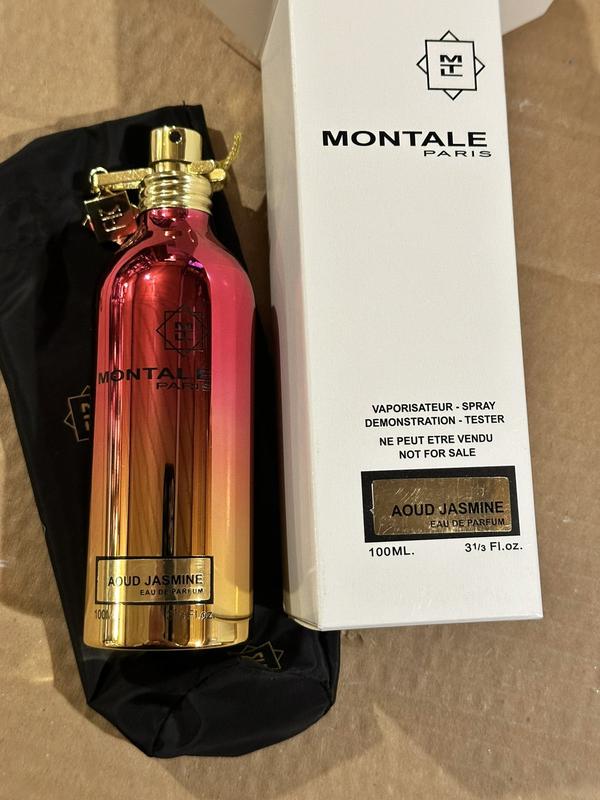 MONTALE
PARIS
AOUD JASMINE
EAU DE PARFUM
MONTALE
PARIS
VAPORISATEUR - SPRAY
DEMONSTRATION - TESTER
NE PEUT ETRE VENDU
NOT FOR SALE
AOUD JASMINE
EAU DE PARFUM
100ML. 3 1/3 Fl.oz.